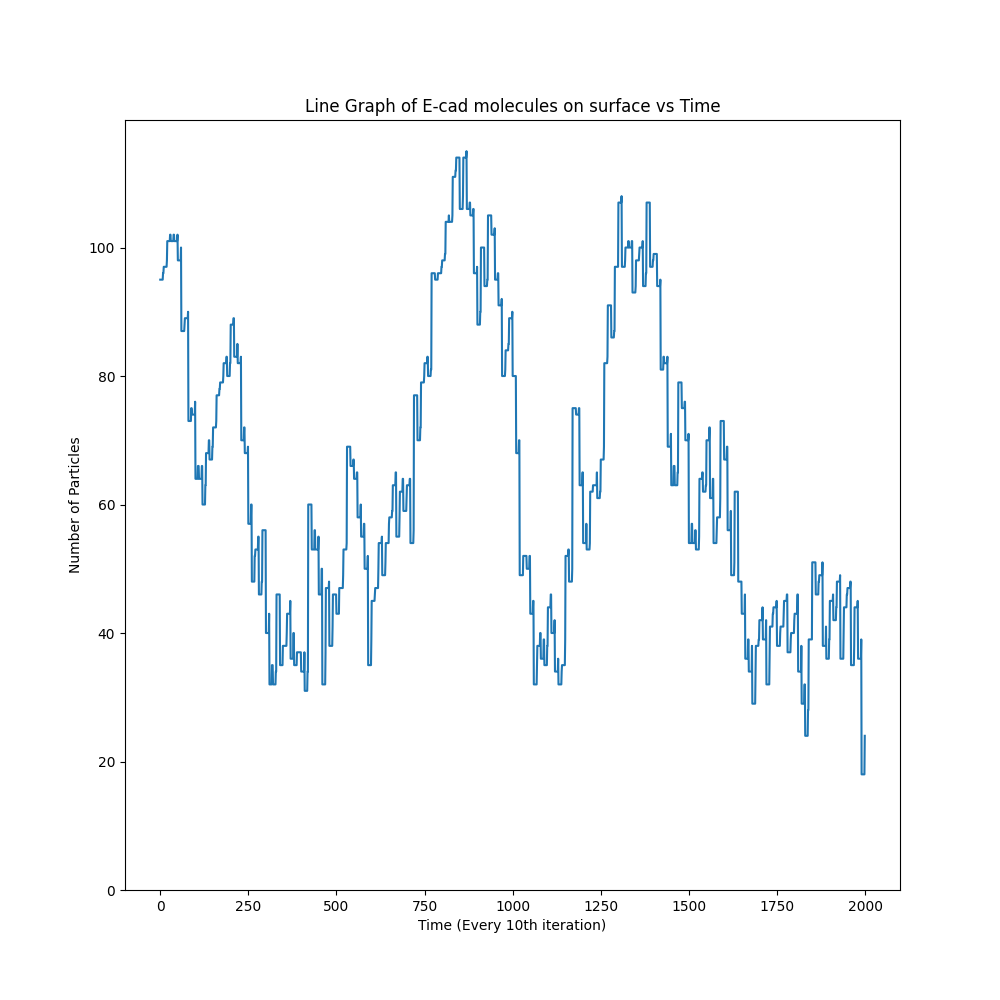 Line Graph of E-cad molecules on surface vs Time
Number of Particles
100
80
60
40
20
0
0 250 500 750 1000 1250 1500 1750 2000
Time (Every 10th iteration)